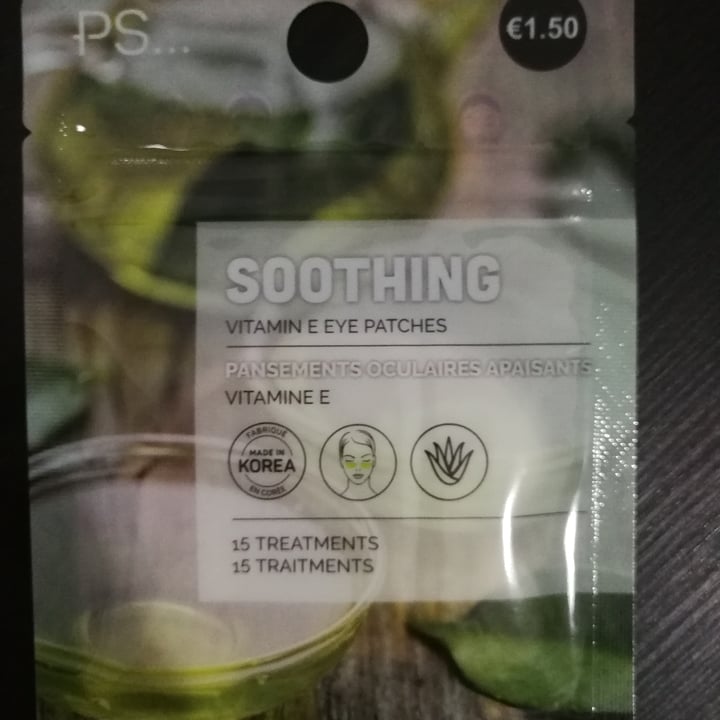 PS...
€1.50
SOOTHING
VITAMIN E EYE PATCHES
PANSEMENTS OCULAIRES APAISANTS
VITAMINE E
FABRIQUÉ
MADE IN
KOREA
EN CORÉE
15 TREATMENTS
15 TRAITMENTS